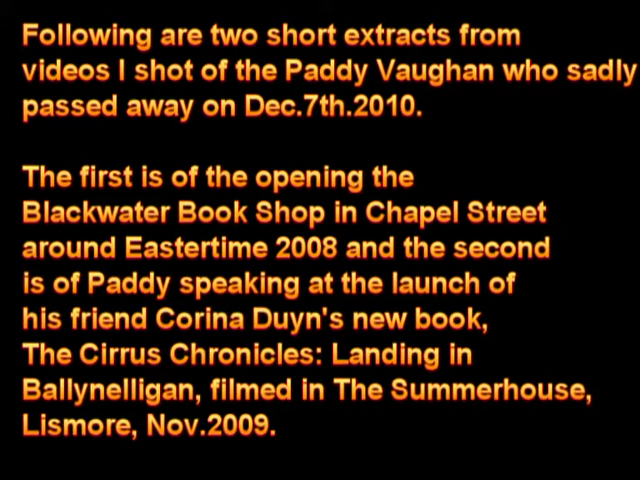 Following are two short extracts from
videos I shot of the Paddy Vaughan who sadly
passed away on Dec.7th.2010.
The first is of the opening the
Blackwater Book Shop in Chapel Street
around Eastertime 2008 and the second
is of Paddy speaking at the launch of
his friend Corina Duyn's new book,
The Cirrus Chronicles: Landing in
Ballynelligan, filmed in The Summerhouse,
Lismore, Nov.2009.